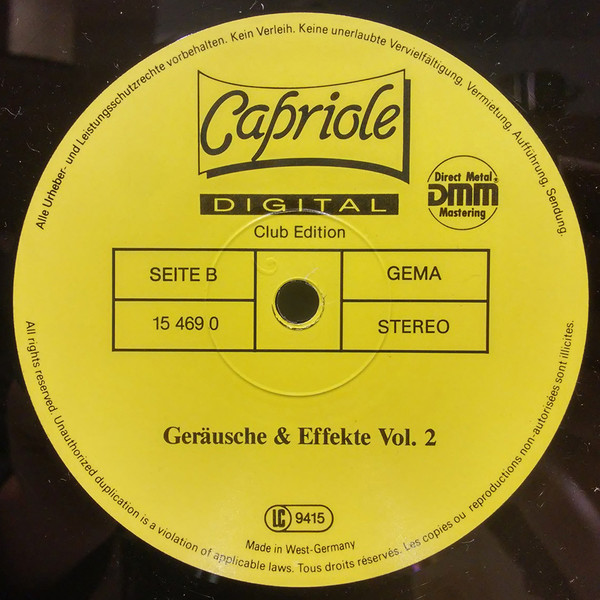 Alle Urheber- und Leistungsschutzrechte vorbehalten. Kein Verleih. Keine unerlaubte Vervielfältigung, Vermietung, Aufführung, Sendung.
Capriole
DIGITAL
Club Edition
Direct Metal
DMM
Mastering
SEITE B
GEMA
15 469 0
STEREO
Geräusche & Effekte Vol. 2
LC 9415
Made in West-Germany
All rights reserved. Unauthorized duplication is a violation of applicable laws. Tous droits réservés. Les copies ou reproductions non-autorisées sont illicites.